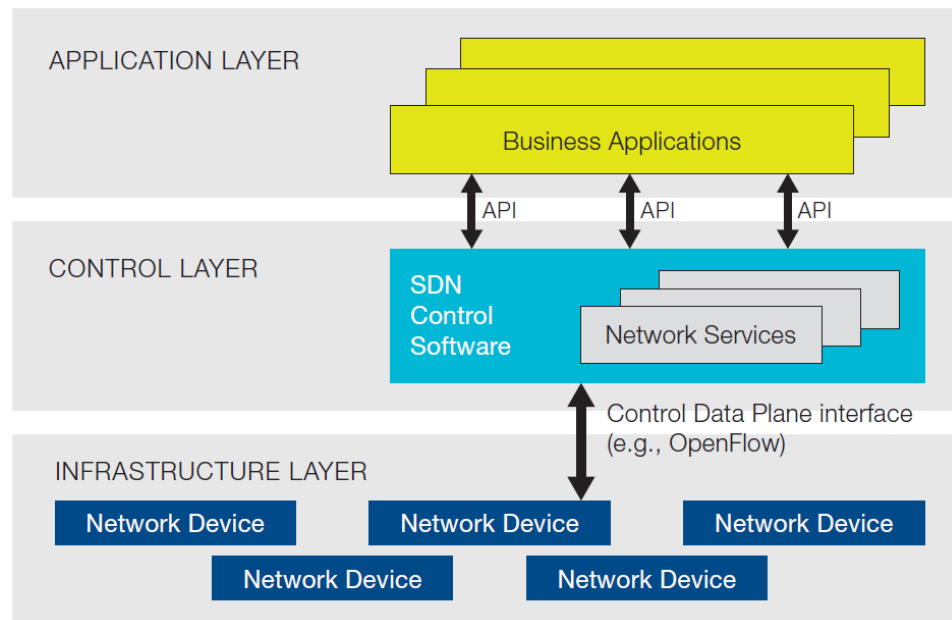 APPLICATION LAYER
Business Applications
API
API
API
CONTROL LAYER
SDN
Control
Software
Network Services
Control Data Plane interface
(e.g., OpenFlow)
INFRASTRUCTURE LAYER
Network Device
Network Device
Network Device
Network Device
Network Device